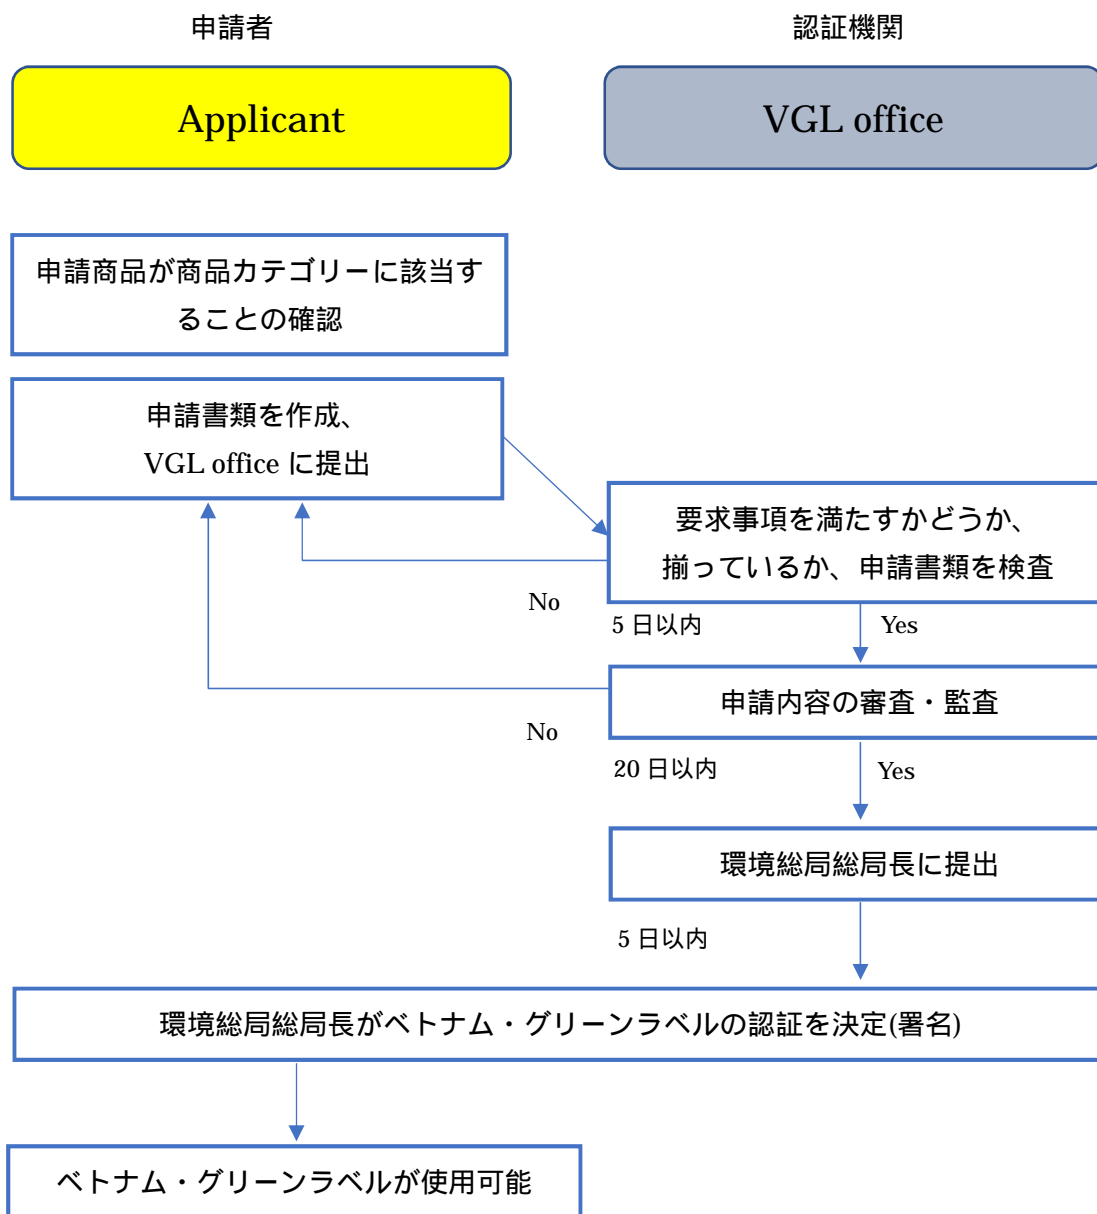 申請者
認証機関
Applicant
VGL office
申請商品が商品カテゴリーに該当す
ることの確認
申請書類を作成、
VGL office に提出
要求事項を満たすかどうか、
揃っているか、申請書類を検査
No
5 日以内
Yes
申請内容の審査・監査
No
20 日以内
Yes
環境総局総局長に提出
5 日以内
環境総局総局長がベトナム・グリーンラベルの認証を決定(署名)
ベトナム・グリーンラベルが使用可能